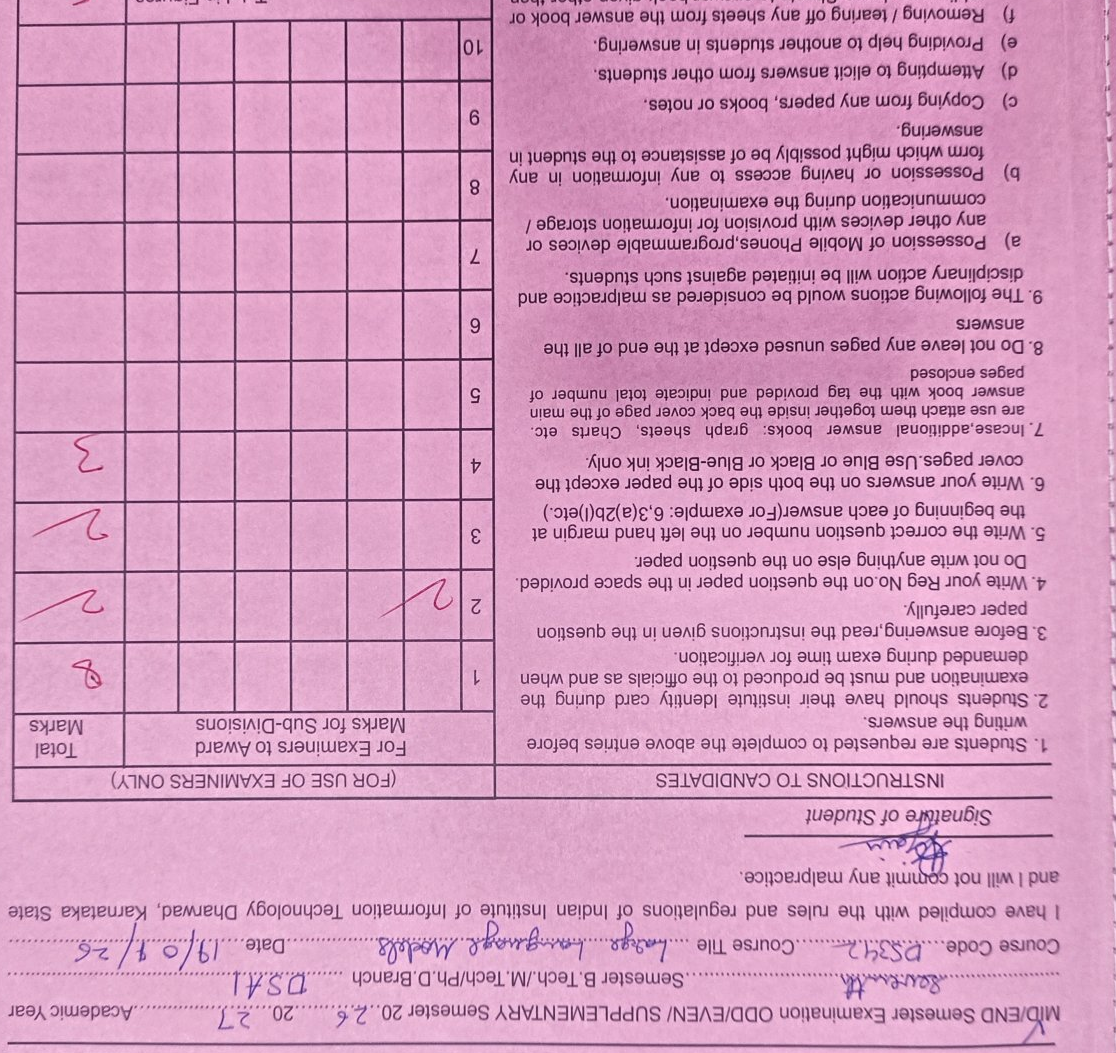 MID/END Semester Examination ODD/EVEN/ SUPPLEMENTARY Semester 20..26........20...27...............Academic Year
Seventh Semester B.Tech./M.Tech/Ph.D.Branch DSAI
Course Code....DS342..........Course Tile ....Large Language Models..........Date....19/09/26
I have compiled with the rules and regulations of Indian Institute of Information Technology Dharwad, Karnataka State
and I will not commit any malpractice.
Signature of Student
INSTRUCTIONS TO CANDIDATES
1. Students are requested to complete the above entries before
writing the answers.
2. Students should have their institute Identity card during the
examination and must be produced to the officials as and when
demanded during exam time for verification.
3. Before answering,read the instructions given in the question
paper carefully.
4. Write your Reg No.on the question paper in the space provided.
Do not write anything else on the question paper.
5. Write the correct question number on the left hand margin at
the beginning of each answer(For example: 6,3(a)2b(I)etc.)
6. Write your answers on the both side of the paper except the
cover pages.Use Blue or Black or Blue-Black ink only.
7. Incase,additional answer books: graph sheets, Charts etc.
are use attach them together inside the back cover page of the main
answer book with the tag provided and indicate total number of
pages enclosed
8. Do not leave any pages unused except at the end of all the
answers
9. The following actions would be considered as malpractice and
disciplinary action will be initiated against such students.
a) Possession of Mobile Phones,programmable devices or
any other devices with provision for information storage /
communication during the examination.
b) Possession or having access to any information in any
form which might possibly be of assistance to the student in
answering.
c) Copying from any papers, books or notes.
d) Attempting to elicit answers from other students.
e) Providing help to another students in answering.
f) Removing / tearing off any sheets from the answer book or
(FOR USE OF EXAMINERS ONLY)
For Examiners to Award
Marks for Sub-Divisions
Total
Marks
1 8
2 2 2
3 2
4 3
5
6
7
8
9
10